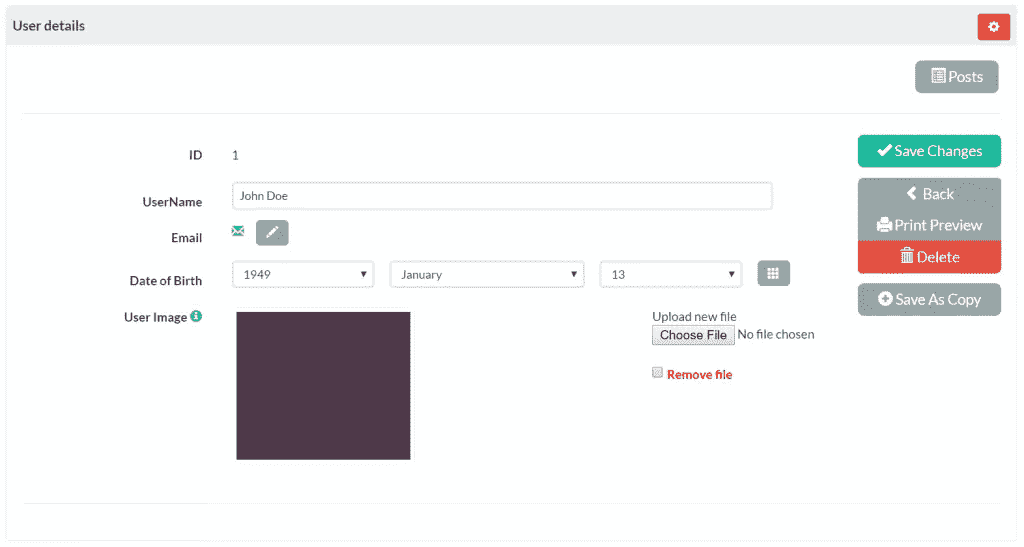 User details
Posts
ID 1
Save Changes
UserName John Doe
Back
Print Preview
Email
Delete
Date of Birth 1949 January 13
Save As Copy
User Image
Upload new file
Choose File No file chosen
Remove file